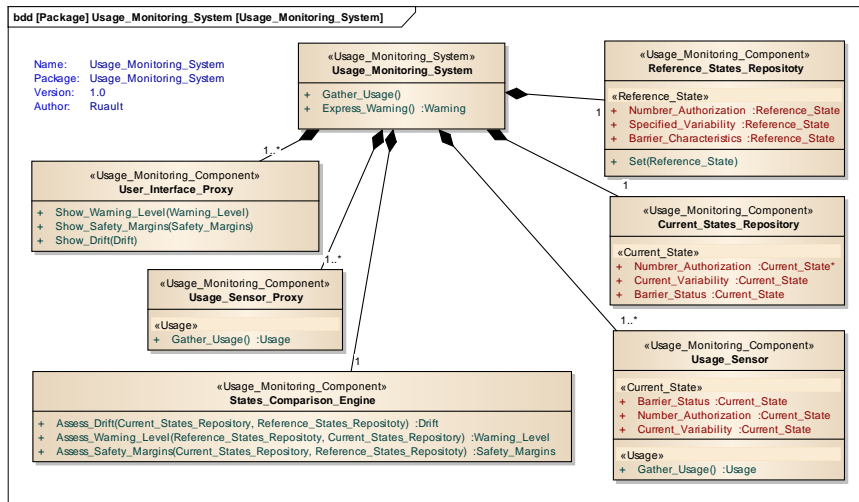 bdd [Package] Usage_Monitoring_System [Usage_Monitoring_System]
Name: Usage_Monitoring_System
Package: Usage_Monitoring_System
Version: 1.0
Author: Ruault
«Usage_Monitoring_System»
Usage_Monitoring_System
+ Gather_Usage()
+ Express_Warning() :Warning
«Usage_Monitoring_Component»
Reference_States_Repositoty
«Reference_State»
+ Numbrer_Authorization :Reference_State
+ Specified_Variability :Reference_State
+ Barrier_Characteristics :Reference_State
+ Set(Reference_State)
1
1..*
«Usage_Monitoring_Component»
User_Interface_Proxy
+ Show_Warning_Level(Warning_Level)
+ Show_Safety_Margins(Safety_Margins)
+ Show_Drift(Drift)
1
«Usage_Monitoring_Component»
Current_States_Repository
«Current_State»
+ Numbrer_Authorization :Current_State*
+ Current_Variability :Current_State
+ Barrier_Status :Current_State
1..*
«Usage_Monitoring_Component»
Usage_Sensor_Proxy
«Usage»
+ Gather_Usage() :Usage
1..*
«Usage_Monitoring_Component»
Usage_Sensor
«Current_State»
+ Barrier_Status :Current_State
+ Number_Authorization :Current_State
+ Current_Variability :Current_State
«Usage»
+ Gather_Usage() :Usage
1
«Usage_Monitoring_Component»
States_Comparison_Engine
+ Assess_Drift(Current_States_Repository, Reference_States_Repositoty) :Drift
+ Assess_Warning_Level(Reference_States_Repositoty, Current_States_Repository) :Warning_Level
+ Assess_Safety_Margins(Current_States_Repository, Reference_States_Repositoty) :Safety_Margins